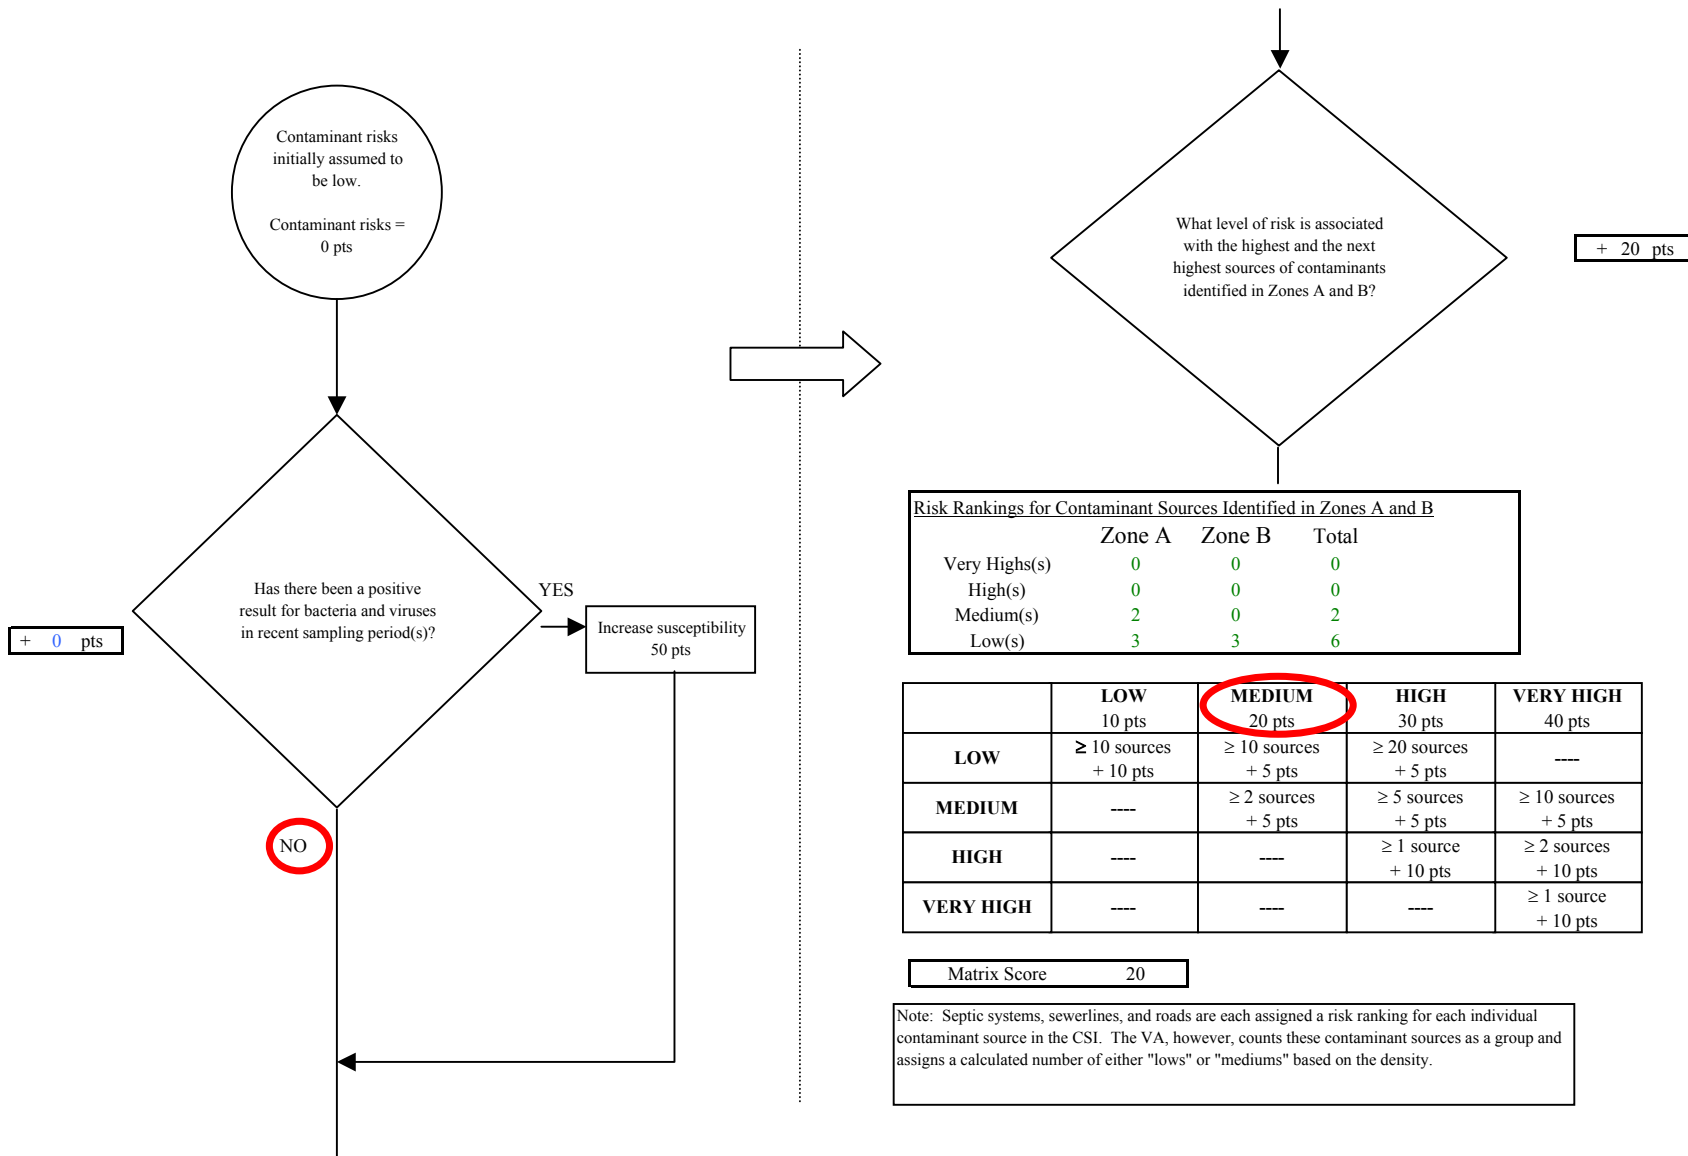 Contaminant risks
initially assumed to
be low.
Contaminant risks =
0 pts
Has there been a positive
result for bacteria and viruses
in recent sampling period(s)?
+ 0 pts
YES
Increase susceptibility
50 pts
NO
What level of risk is associated
with the highest and the next
highest sources of contaminants
identified in Zones A and B?
+ 20 pts
Risk Rankings for Contaminant Sources Identified in Zones A and B
Zone A Zone B Total
Very Highs(s) 0 0 0
High(s) 0 0 0
Medium(s) 2 0 2
Low(s) 3 3 6
LOW MEDIUM HIGH VERY HIGH
10 pts 20 pts 30 pts 40 pts
LOW ≥ 10 sources ≥ 10 sources ≥ 20 sources ----
+ 10 pts + 5 pts + 5 pts
MEDIUM ---- ≥ 2 sources ≥ 5 sources ≥ 10 sources
+ 5 pts + 5 pts + 5 pts
HIGH ---- ---- ≥ 1 source ≥ 2 sources
+ 10 pts + 10 pts
VERY HIGH ---- ---- ---- ≥ 1 source
+ 10 pts
Matrix Score 20
Note: Septic systems, sewerlines, and roads are each assigned a risk ranking for each individual
contaminant source in the CSI. The VA, however, counts these contaminant sources as a group and
assigns a calculated number of either "lows" or "mediums" based on the density.